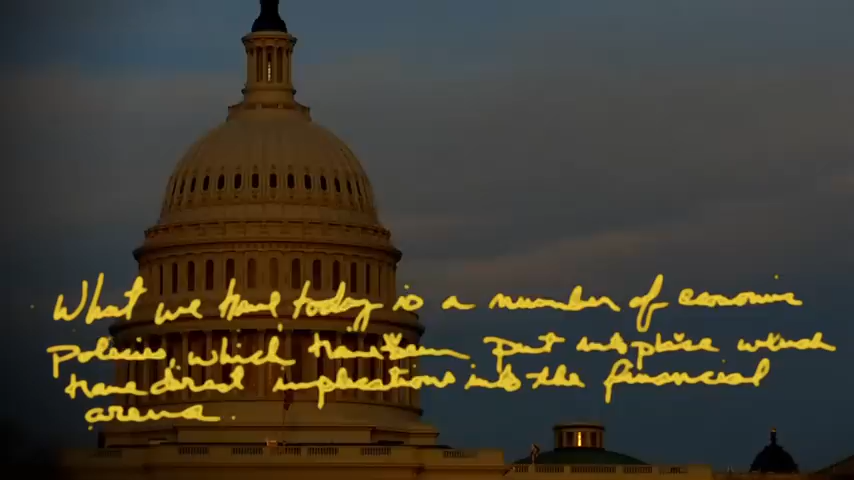 What we have today is a number of economic
Policies, which have been put into place which
have direct implications into the financial
arena.